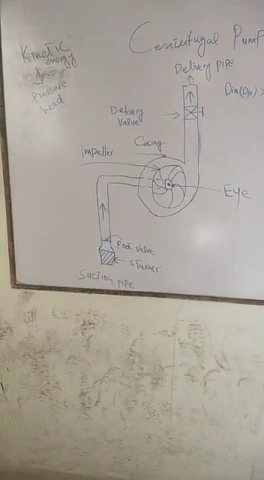 Centrifugal Pump
Kinetic
energy
pressure
head
Delivery pipe
Delivery
Valve
Casing
Impeller
Eye
Foot valve
Strainer
Suction pipe